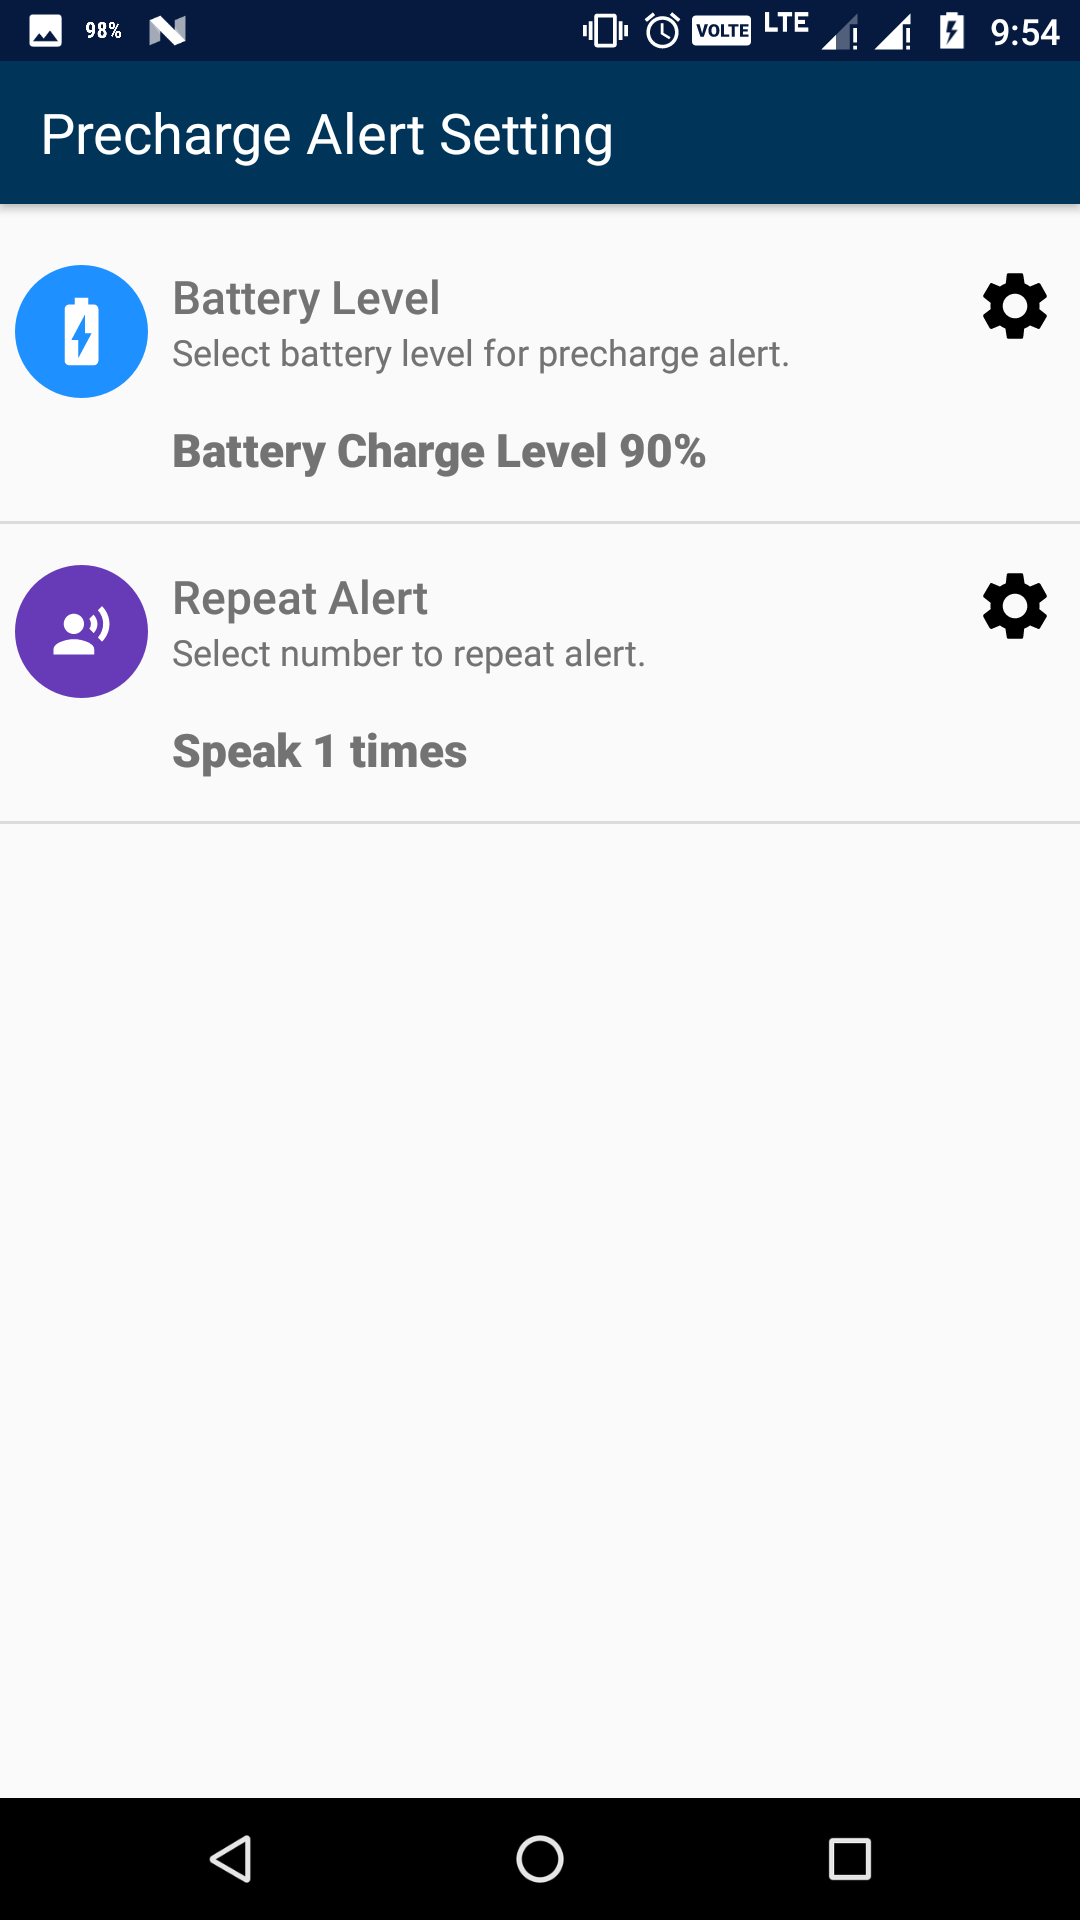 98% VOLTE LTE 9:54
Precharge Alert Setting
Battery Level
Select battery level for precharge alert.
Battery Charge Level 90%
Repeat Alert
Select number to repeat alert.
Speak 1 times